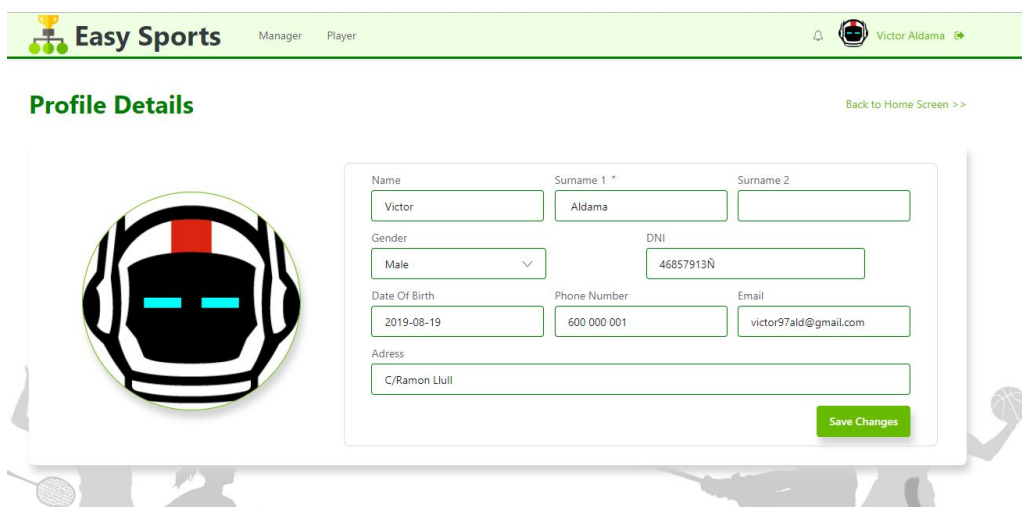 Easy Sports Manager Player Victor Aldama
Profile Details Back to Home Screen >>
Name Surname 1 * Surname 2
Victor Aldama
Gender DNI
Male 46857913Ñ
Date Of Birth Phone Number Email
2019-08-19 600 000 001 victor97ald@gmail.com
Adress
C/Ramon Llull
Save Changes